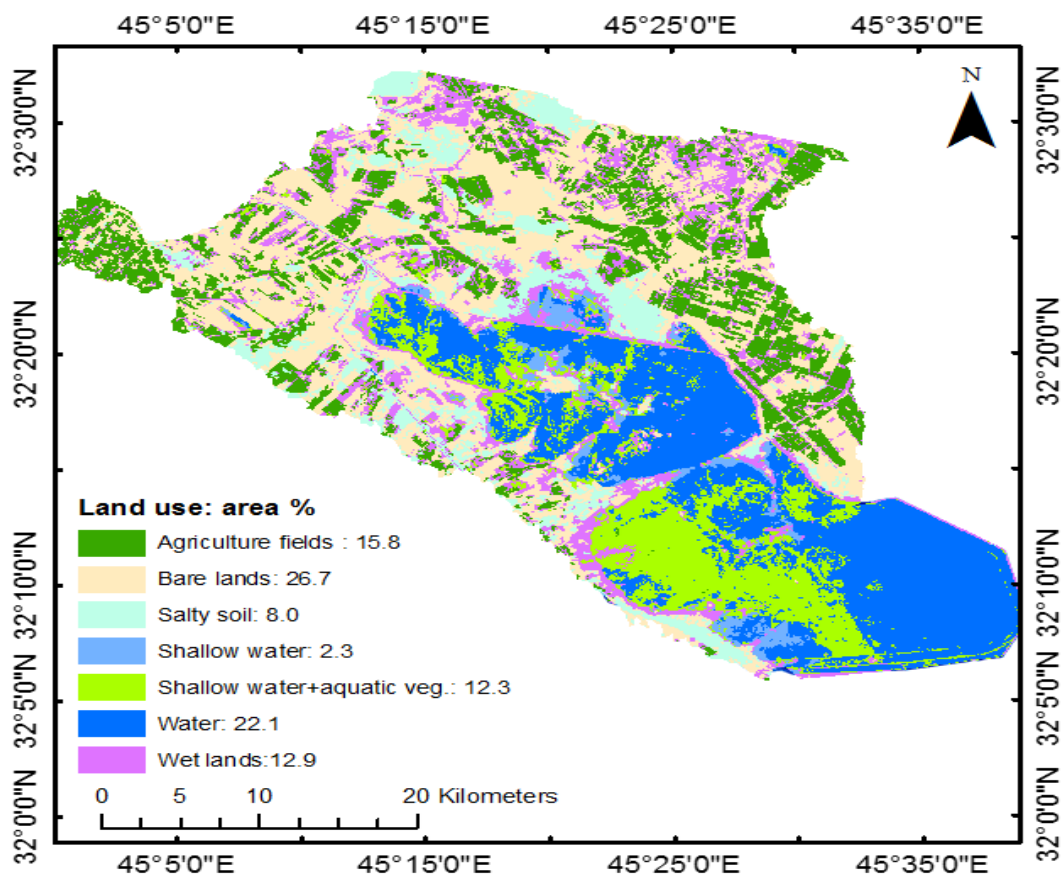 45°5'0"E 45°15'0"E 45°25'0"E 45°35'0"E
N
32°30'0"N 32°30'0"N
32°20'0"N 32°20'0"N
Land use: area %
Agriculture fields : 15.8
Bare lands: 26.7
Salty soil: 8.0
Shallow water: 2.3
Shallow water+aquatic veg.: 12.3
Water: 22.1
Wet lands:12.9
32°10'0"N 32°10'0"N
32°5'0"N 32°5'0"N
0 5 10 20 Kilometers
32°0'0"N 32°0'0"N
45°5'0"E 45°15'0"E 45°25'0"E 45°35'0"E